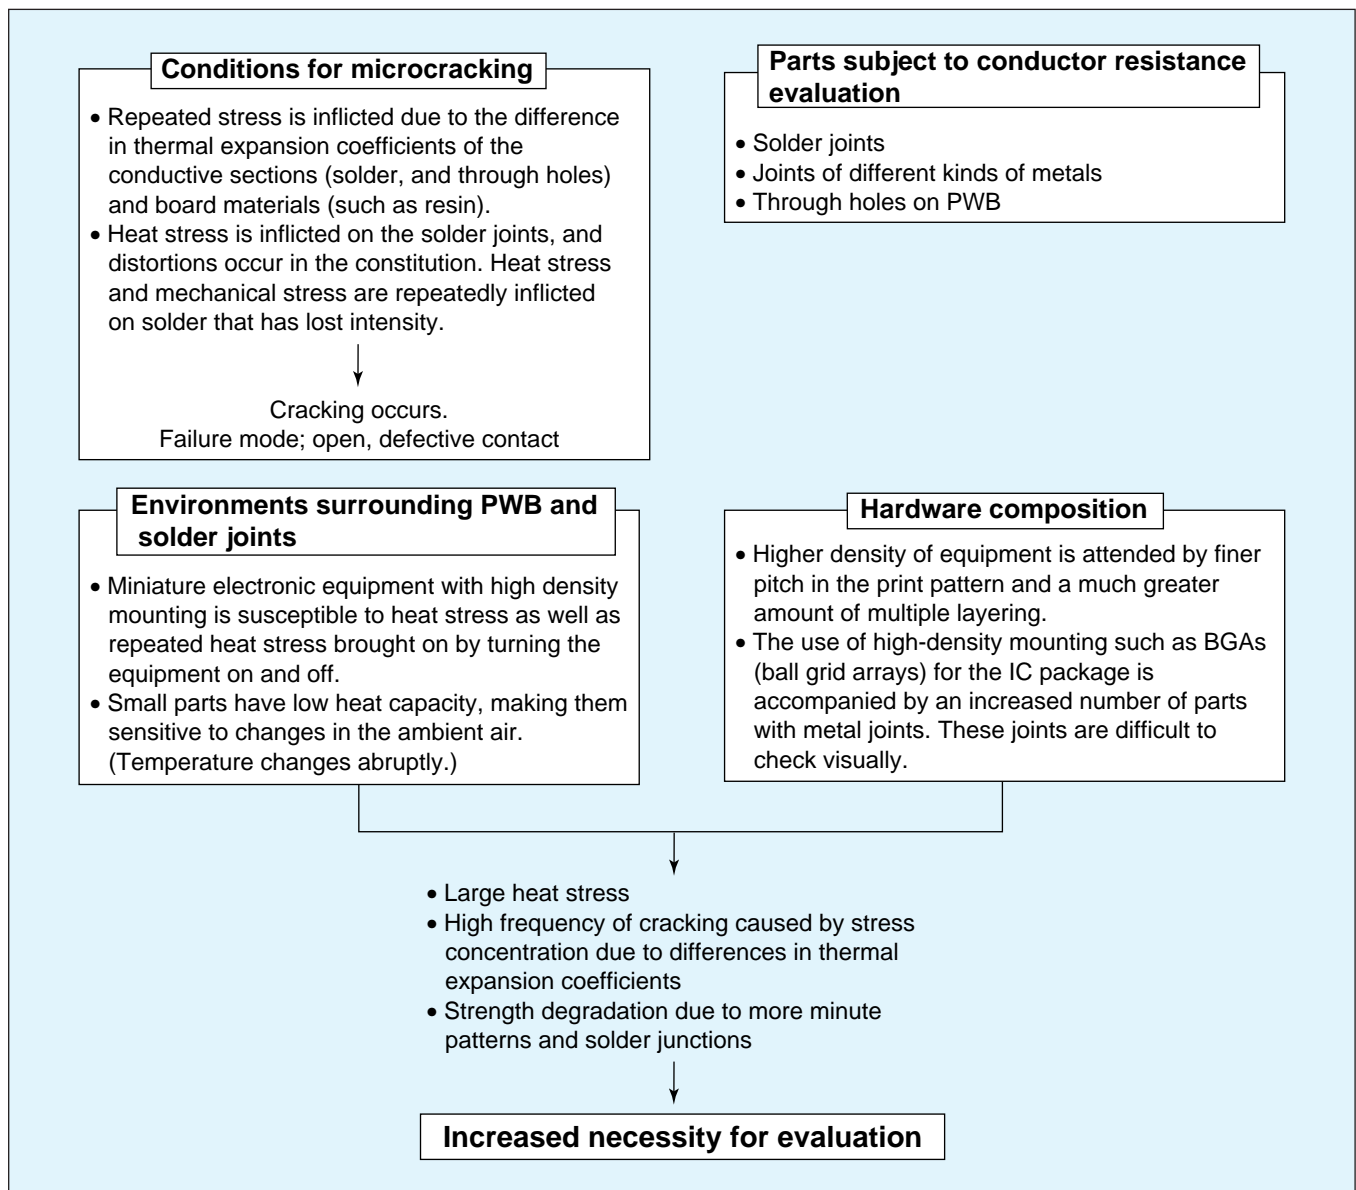 Conditions for microcracking
• Repeated stress is inflicted due to the difference
in thermal expansion coefficients of the
conductive sections (solder, and through holes)
and board materials (such as resin).
• Heat stress is inflicted on the solder joints, and
distortions occur in the constitution. Heat stress
and mechanical stress are repeatedly inflicted
on solder that has lost intensity.
Cracking occurs.
Failure mode; open, defective contact
Parts subject to conductor resistance
evaluation
• Solder joints
• Joints of different kinds of metals
• Through holes on PWB
Environments surrounding PWB and
solder joints
• Miniature electronic equipment with high density
mounting is susceptible to heat stress as well as
repeated heat stress brought on by turning the
equipment on and off.
• Small parts have low heat capacity, making them
sensitive to changes in the ambient air.
(Temperature changes abruptly.)
Hardware composition
• Higher density of equipment is attended by finer
pitch in the print pattern and a much greater
amount of multiple layering.
• The use of high-density mounting such as BGAs
(ball grid arrays) for the IC package is
accompanied by an increased number of parts
with metal joints. These joints are difficult to
check visually.
• Large heat stress
• High frequency of cracking caused by stress
concentration due to differences in thermal
expansion coefficients
• Strength degradation due to more minute
patterns and solder junctions
Increased necessity for evaluation